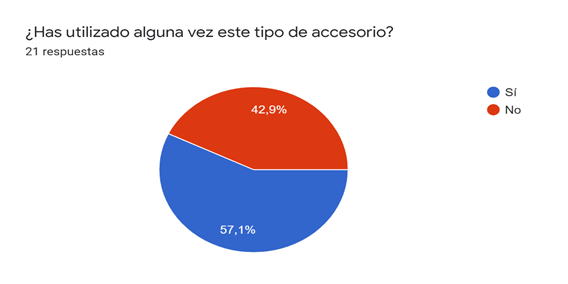 ¿Has utilizado alguna vez este tipo de accesorio?
21 respuestas
Sí
No
42,9%
57,1%